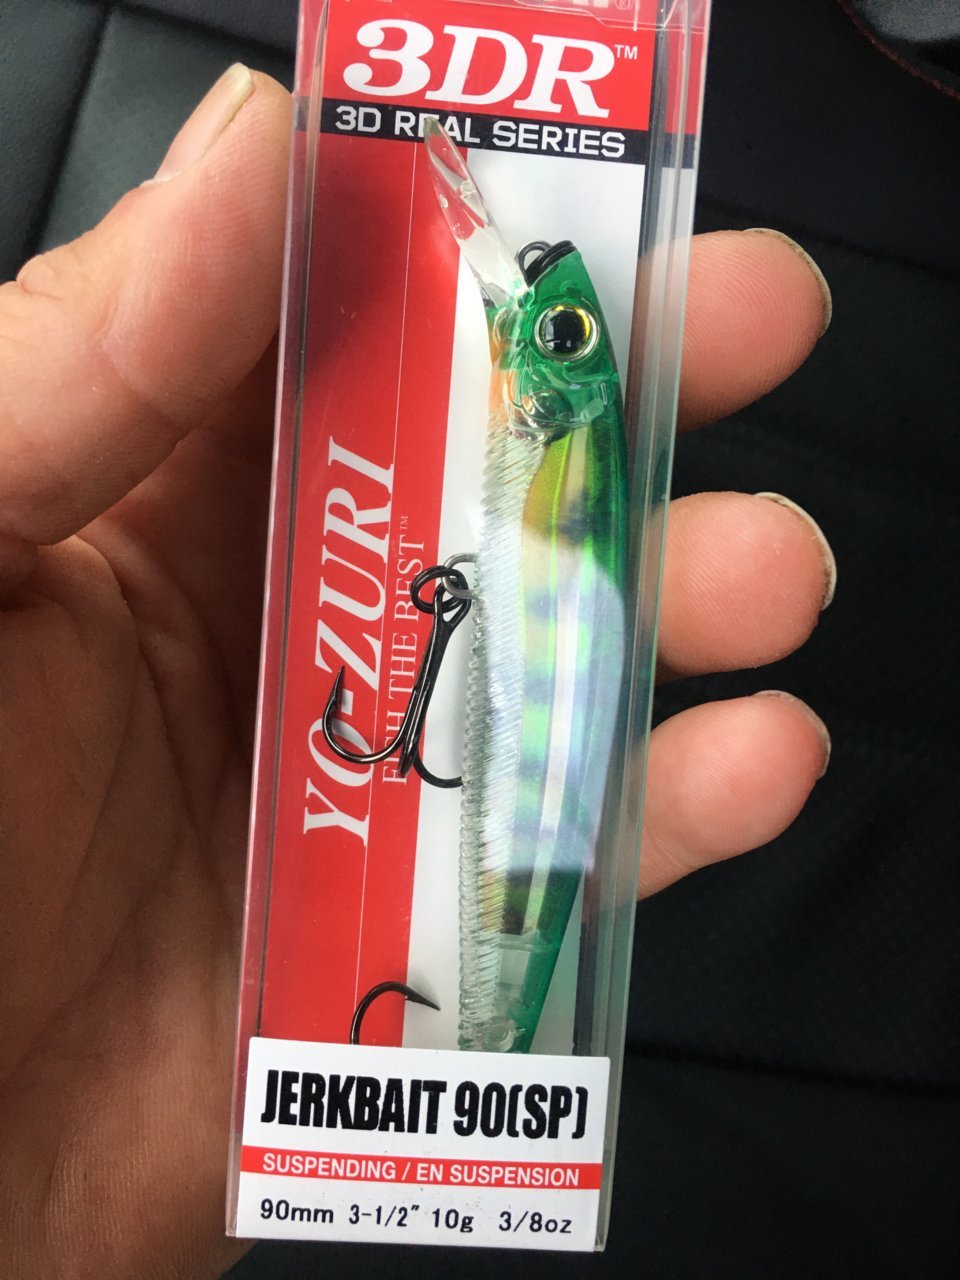 3DR™
3D REAL SERIES
YO-ZURI
FISH THE BEST™
JERKBAIT 90(SP)
SUSPENDING / EN SUSPENSION
90mm 3-1/2" 10g 3/8oz